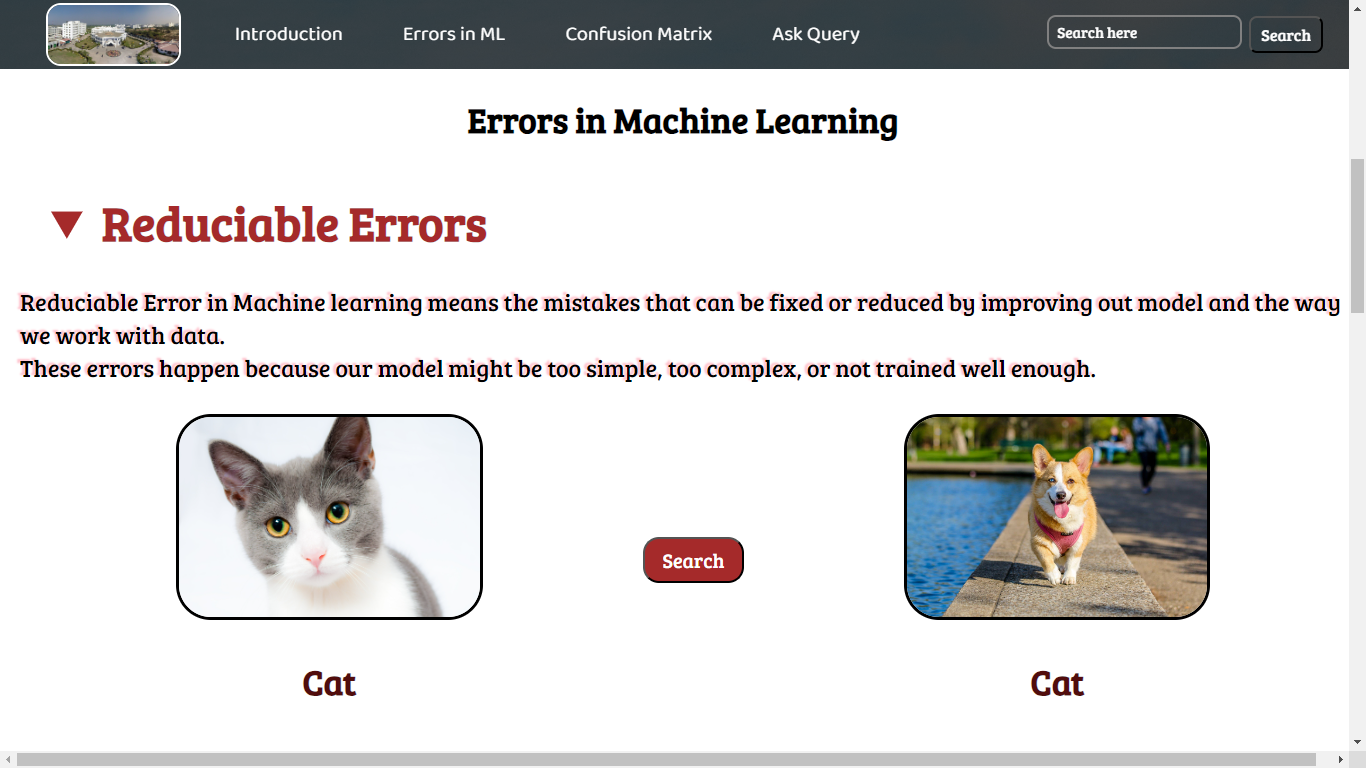 Introduction
Errors in ML
Confusion Matrix
Ask Query
Search here
Search
Errors in Machine Learning
▼ Reduciable Errors
Reduciable Error in Machine learning means the mistakes that can be fixed or reduced by improving out model and the way
we work with data.
These errors happen because our model might be too simple, too complex, or not trained well enough.
Search
Cat
Cat